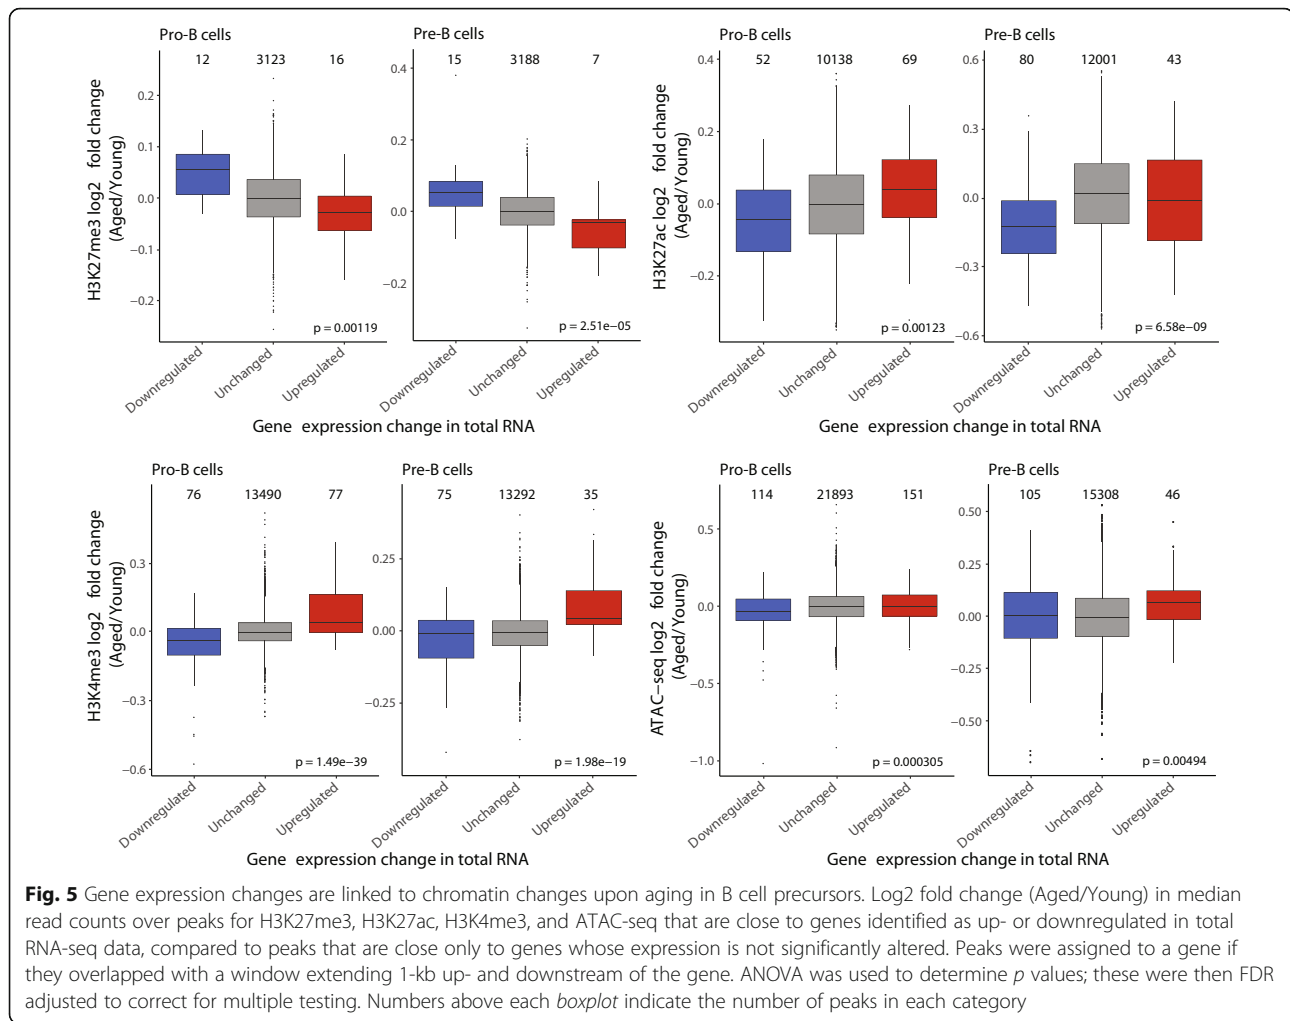 Pro-B cells
12 3123 16
H3K27me3 log2 fold change
(Aged/Young)
0.2
0.1
0.0
−0.1
−0.2
p = 0.00119
Downregulated
Unchanged
Upregulated
Pre-B cells
15 3188 7
0.4
0.2
0.0
−0.2
p = 2.51e−05
Downregulated
Unchanged
Upregulated
Gene expression change in total RNA
Pro-B cells
52 10138 69
H3K27ac log2 fold change
(Aged/Young)
0.4
0.2
0.0
−0.2
p = 0.00123
Downregulated
Unchanged
Upregulated
Pre-B cells
80 12001 43
0.6
0.3
0.0
−0.3
−0.6
p = 6.58e−09
Downregulated
Unchanged
Upregulated
Gene expression change in total RNA
Pro-B cells
76 13490 77
H3K4me3 log2 fold change
(Aged/Young)
0.3
0.0
−0.3
−0.6
p = 1.49e−39
Downregulated
Unchanged
Upregulated
Pre-B cells
75 13292 35
0.25
0.00
−0.25
p = 1.98e−19
Downregulated
Unchanged
Upregulated
Gene expression change in total RNA
Pro-B cells
114 21893 151
ATAC−seq log2 fold change
(Aged/Young)
0.5
0.0
−0.5
−1.0
p = 0.000305
Downregulated
Unchanged
Upregulated
Pre-B cells
105 15308 46
0.50
0.25
0.00
−0.25
−0.50
p = 0.00494
Downregulated
Unchanged
Upregulated
Gene expression change in total RNA
Fig. 5 Gene expression changes are linked to chromatin changes upon aging in B cell precursors. Log2 fold change (Aged/Young) in median
read counts over peaks for H3K27me3, H3K27ac, H3K4me3, and ATAC-seq that are close to genes identified as up- or downregulated in total
RNA-seq data, compared to peaks that are close only to genes whose expression is not significantly altered. Peaks were assigned to a gene if
they overlapped with a window extending 1-kb up- and downstream of the gene. ANOVA was used to determine p values; these were then FDR
adjusted to correct for multiple testing. Numbers above each boxplot indicate the number of peaks in each category